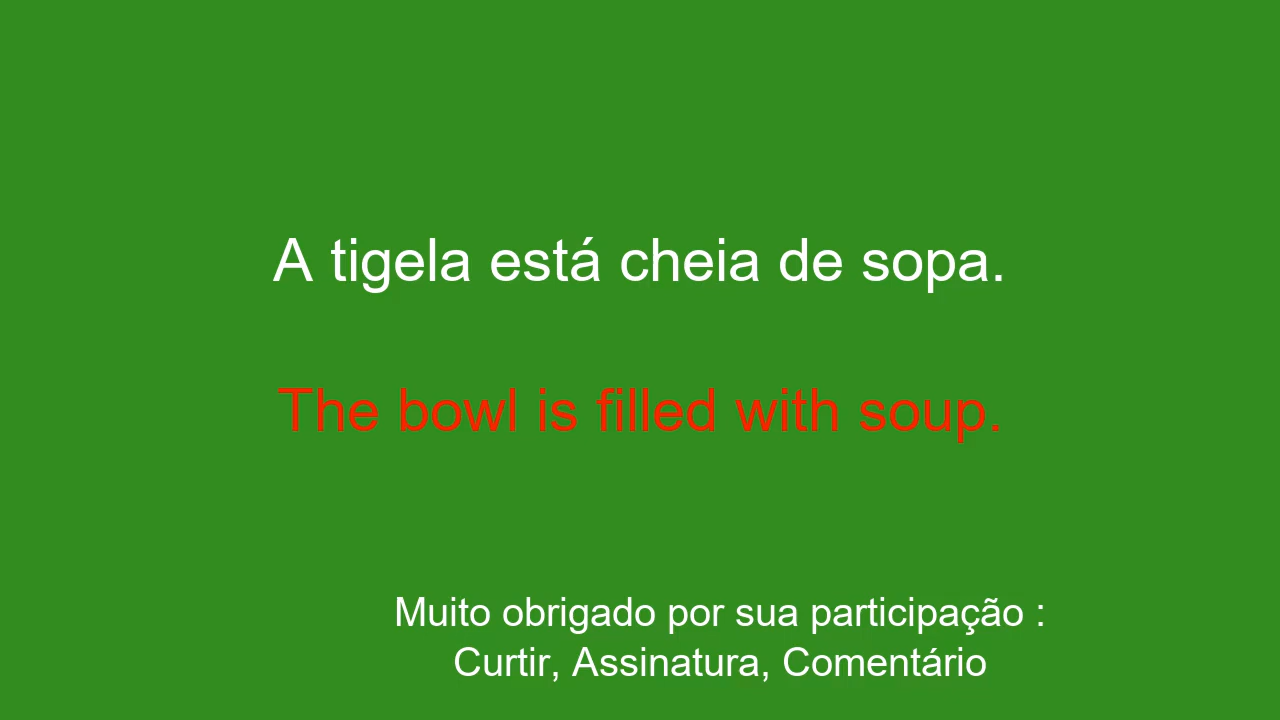 A tigela está cheia de sopa.
The bowl is filled with soup.
Muito obrigado por sua participação :
Curtir, Assinatura, Comentário